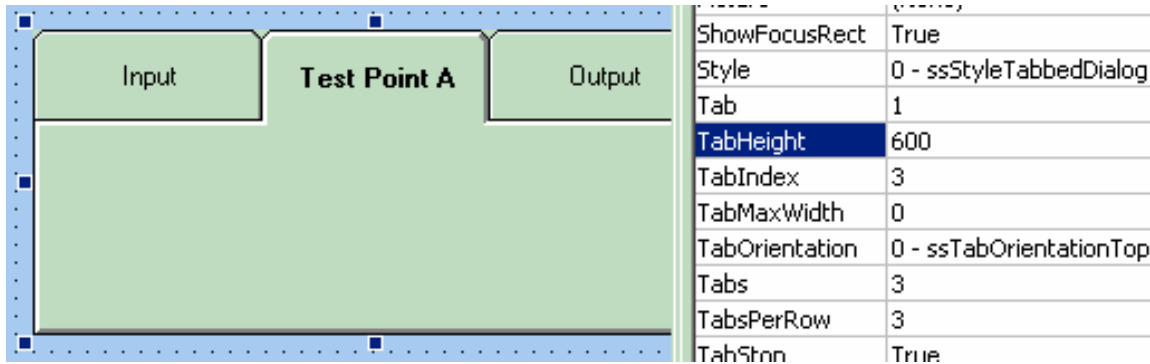 Input Test Point A Output
(None)
ShowFocusRect True
Style 0 - ssStyleTabbedDialog
Tab 1
TabHeight 600
TabIndex 3
TabMaxWidth 0
TabOrientation 0 - ssTabOrientationTop
Tabs 3
TabsPerRow 3
TabStop True